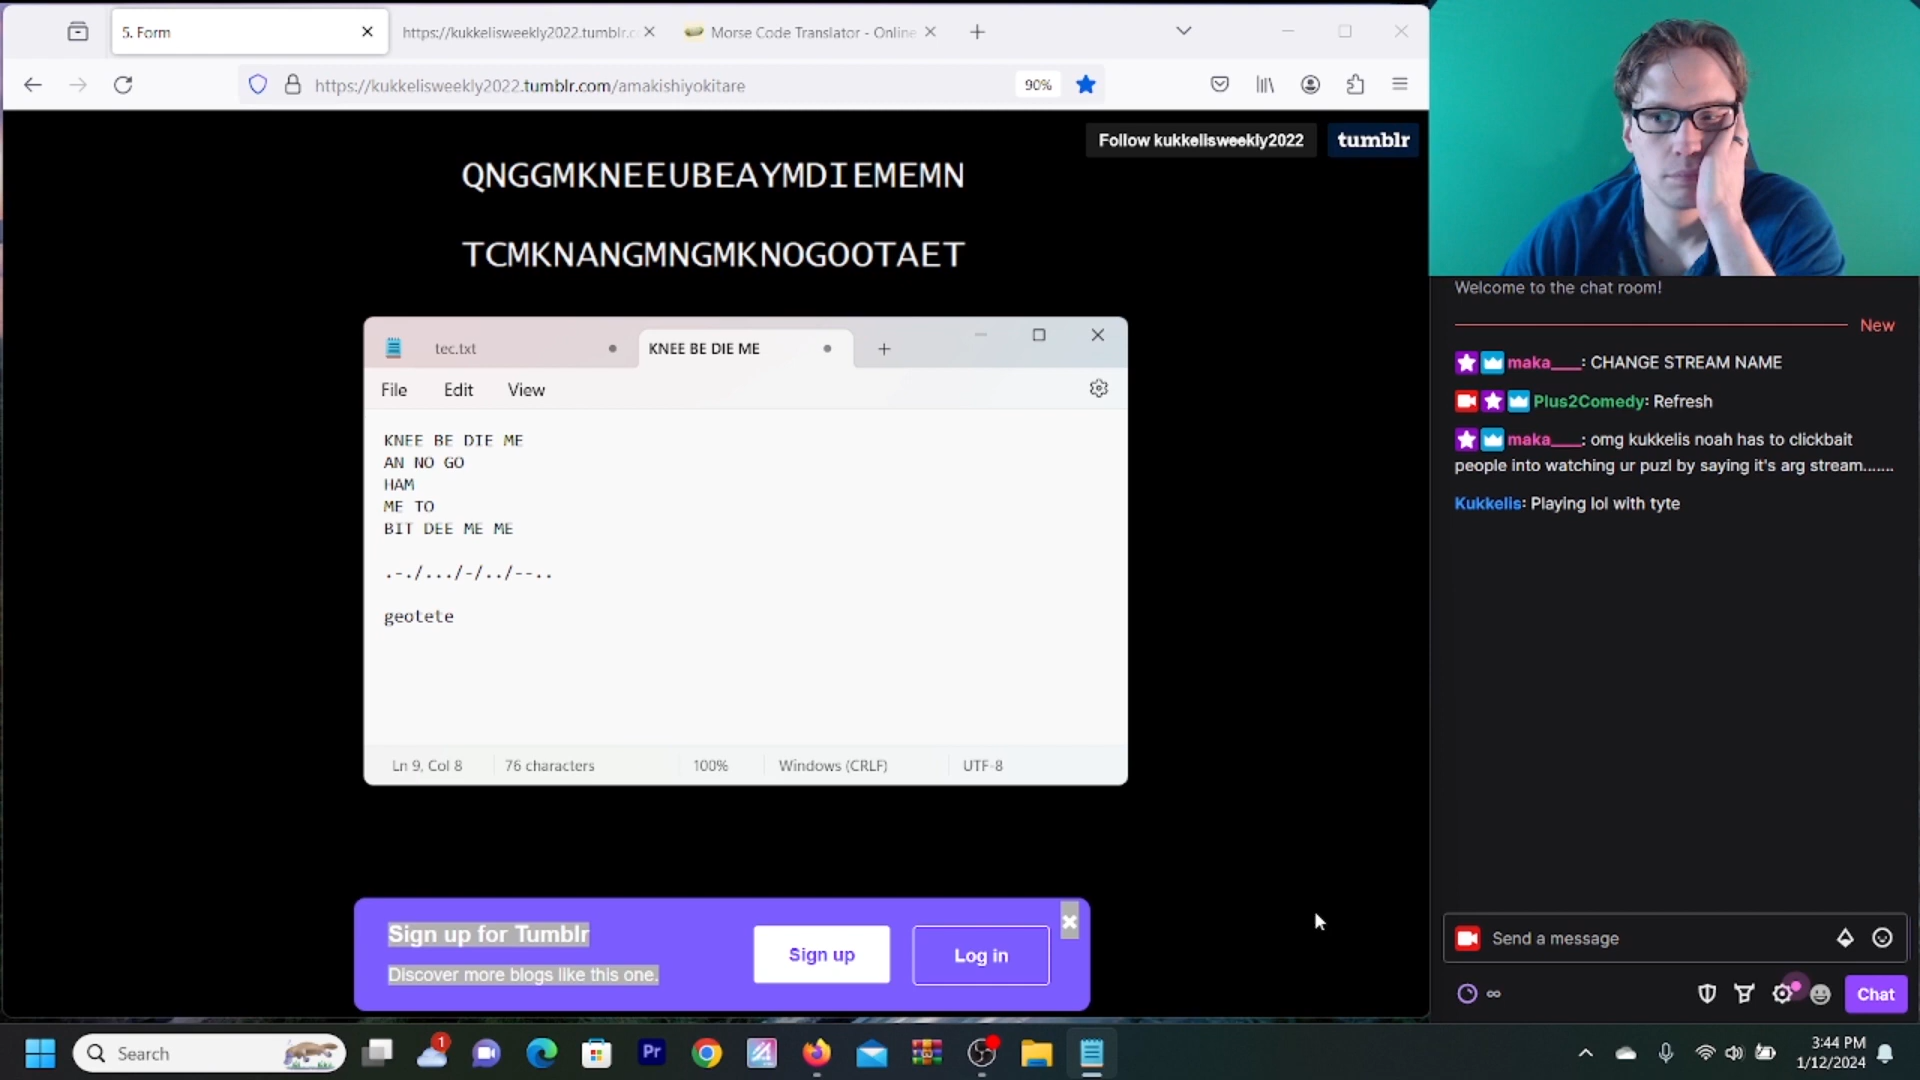 5. Form
https://kukkelisweekly2022.tumblr.c
Morse Code Translator - Online
https://kukkelisweekly2022.tumblr.com/amakishiyokitare
90%
Follow kukkelisweekly2022
tumblr
QNGGMKNEEUBEAYMDIEMEMN
TCMKNANGMNGMKNOGOOTAET
tec.txt
KNEE BE DIE ME
File Edit View
KNEE BE DIE ME
AN NO GO
HAM
ME TO
BIT DEE ME ME
.-./.../-/../--..
geotete
Ln 9, Col 8
76 characters
100%
Windows (CRLF)
UTF-8
Sign up for Tumblr
Discover more blogs like this one.
Sign up
Log in
Welcome to the chat room!
New
maka___: CHANGE STREAM NAME
Plus2Comedy: Refresh
maka___: omg kukkelis noah has to clickbait
people into watching ur puzl by saying it's arg stream.......
Kukkelis: Playing lol with tyte
Send a message
∞
Chat
Search
1
Pr
3:44 PM
1/12/2024